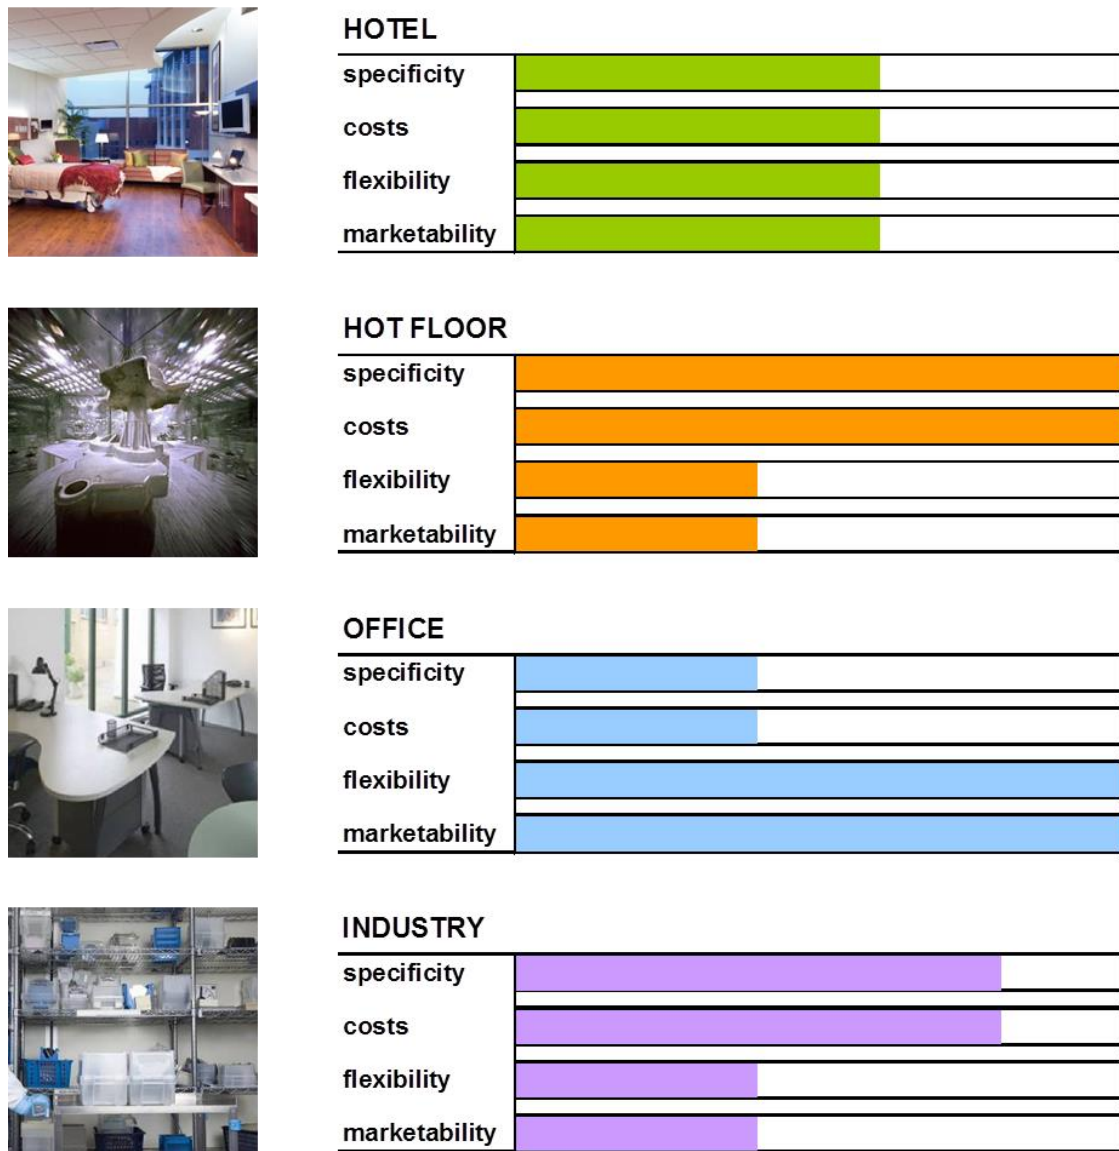 HOTEL
specificity
costs
flexibility
marketability
HOT FLOOR
specificity
costs
flexibility
marketability
OFFICE
specificity
costs
flexibility
marketability
INDUSTRY
specificity
costs
flexibility
marketability